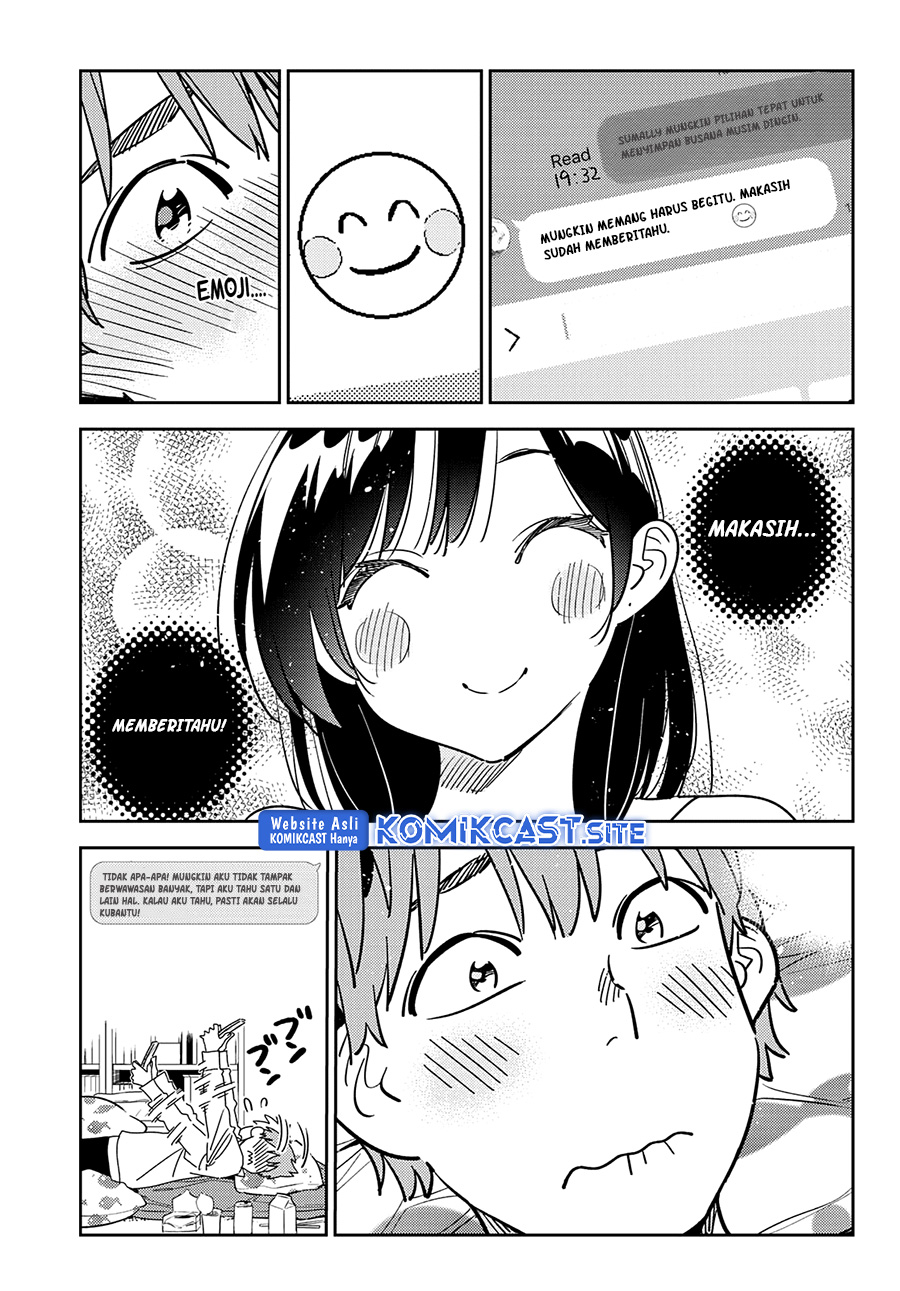 SUMALLY MUNGKIN PILIHAN TEPAT UNTUK
MENYIMPAN BUSANA MUSIM DINGIN.
Read
19:32
MUNGKIN MEMANG HARUS BEGITU. MAKASIH
SUDAH MEMBERITAHU.
EMOJI....
MAKASIH...
MEMBERITAHU!
Website Asli
KOMIKCAST Hanya
KOMIKCAST.SITE
TIDAK APA-APA! MUNGKIN AKU TIDAK TAMPAK
BERWAWASAN BANYAK, TAPI AKU TAHU SATU DAN
LAIN HAL. KALAU AKU TAHU, PASTI AKAN SELALU
KUBANTU!
ブブブ